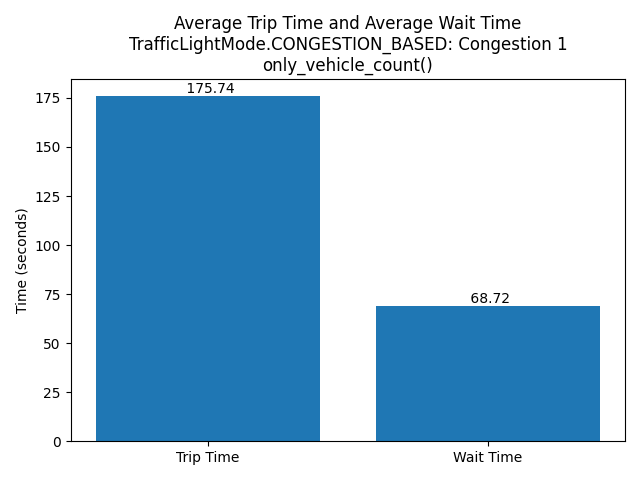 Average Trip Time and Average Wait Time
TrafficLightMode.CONGESTION_BASED: Congestion 1
only_vehicle_count()
175.74
68.72
Time (seconds)
175
150
125
100
75
50
25
0
Trip Time
Wait Time